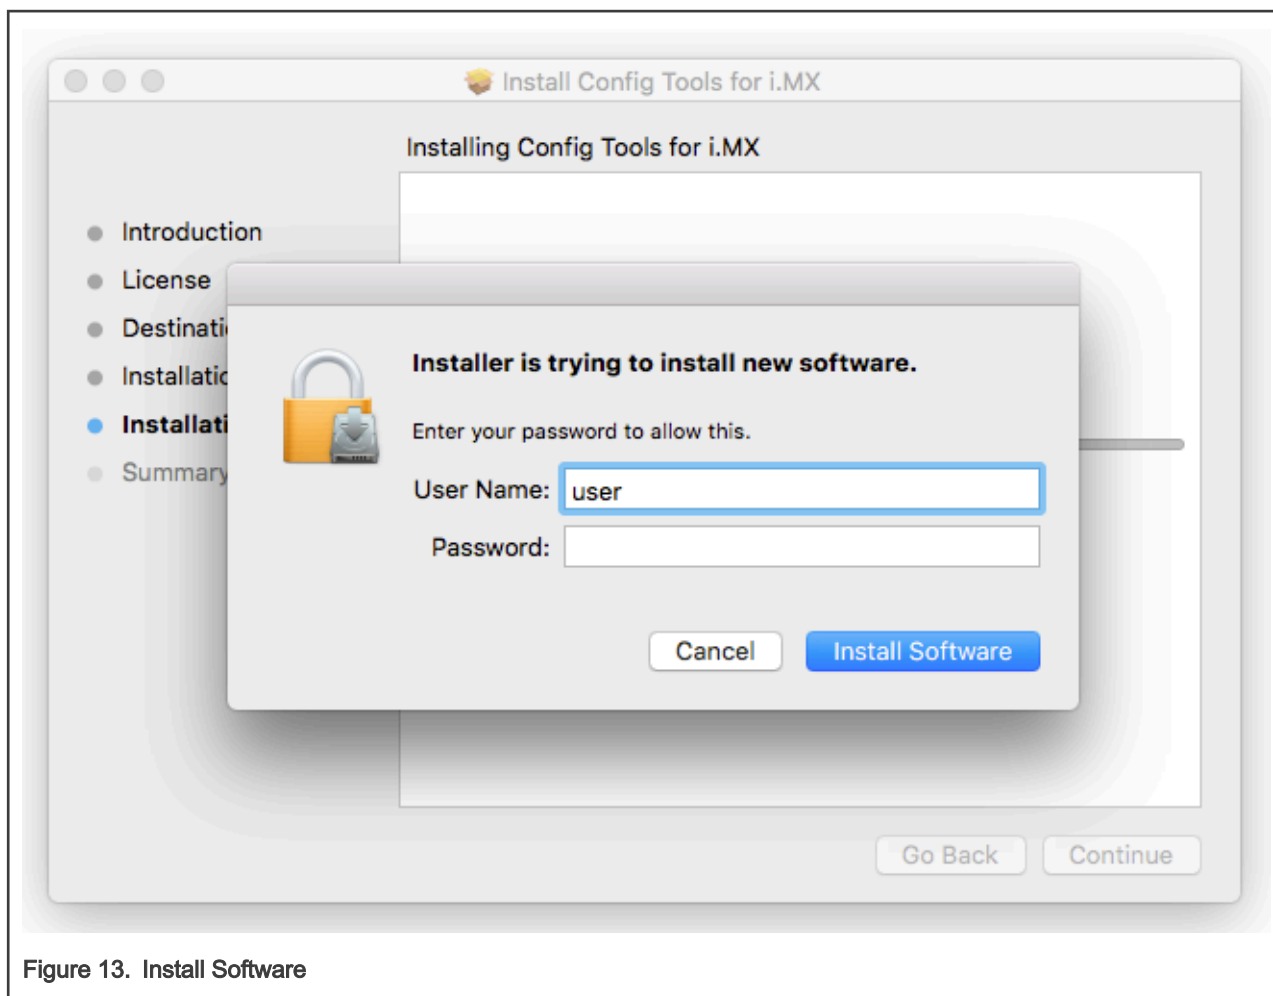 Install Config Tools for i.MX
Installing Config Tools for i.MX
Introduction
License
Destinati
Installatio
Installati
Summary
Installer is trying to install new software.
Enter your password to allow this.
User Name: user
Password:
Cancel Install Software
Go Back Continue
Figure 13. Install Software